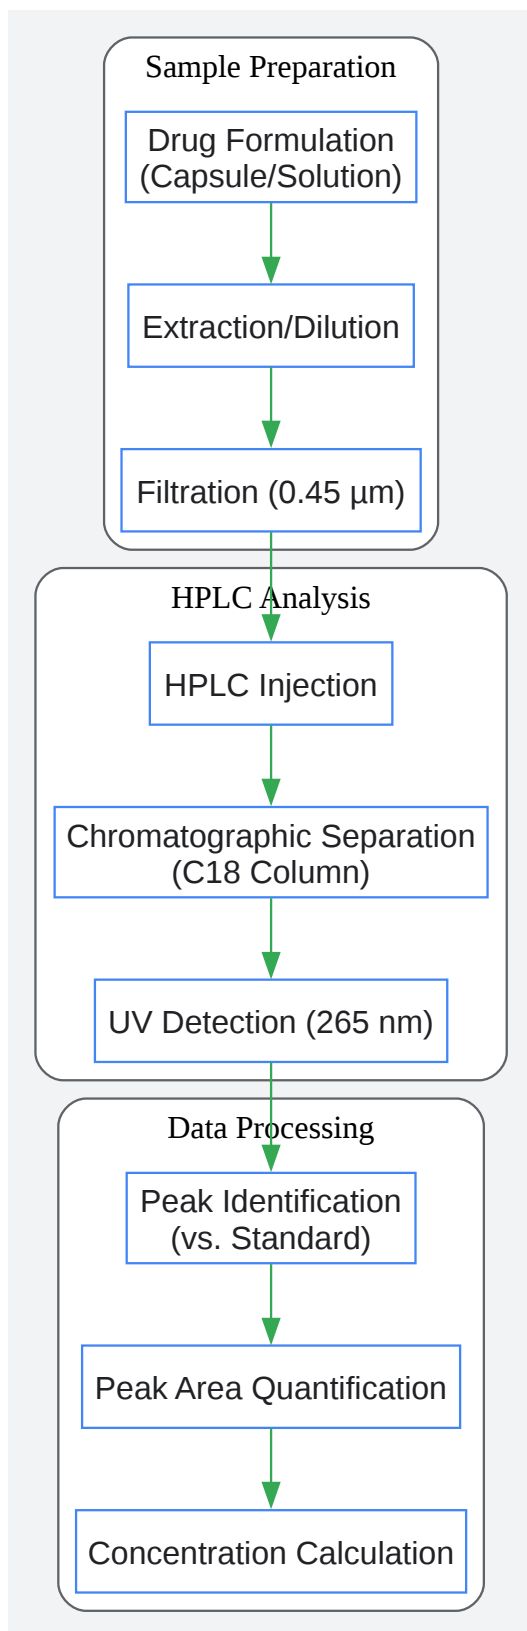 Sample Preparation
Drug Formulation
(Capsule/Solution)
Extraction/Dilution
Filtration (0.45 µm)
HPLC Analysis
HPLC Injection
Chromatographic Separation
(C18 Column)
UV Detection (265 nm)
Data Processing
Peak Identification
(vs. Standard)
Peak Area Quantification
Concentration Calculation